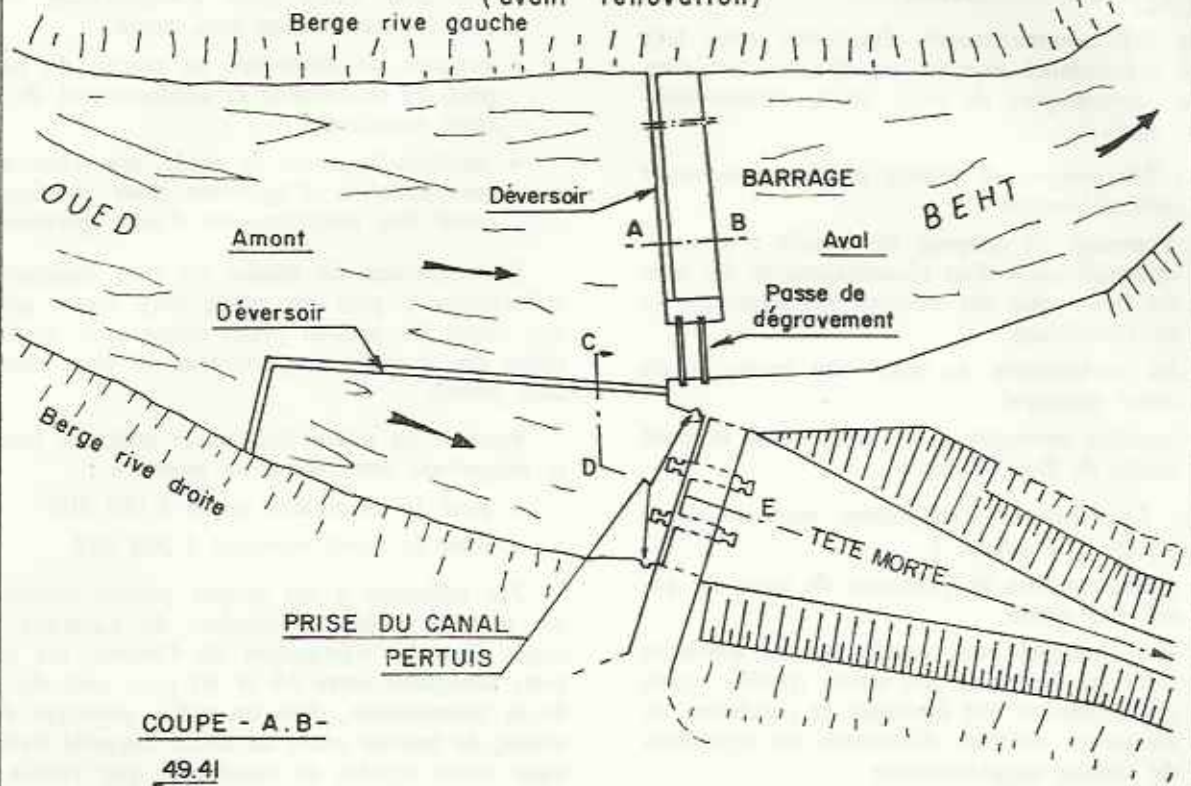 (avant rénovation)
Berge rive gauche
OUED
BEHT
Déversoir
BARRAGE
A
B
Amont
Aval
Déversoir
Passe de
dégravement
C
D
E
Berge rive droite
TETE MORTE
PRISE DU CANAL
PERTUIS
COUPE - A.B -
49.41